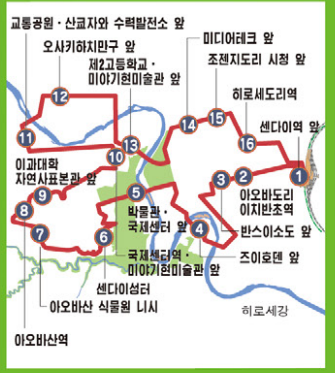 교통공원·산쿄자와 수력발전소 앞
오사키하치만구 앞
제2고등학교·
미야기현미술관 앞
미디어테크 앞
조젠지도리 시청 앞
히로세도리역
센다이역 앞
12
11
13
14
15
16
10
이과대학
자연사표본관 앞
9
8
7
6
5
4
3
2
1
박물관·
국제센터 앞
아오바도리
이치반초역
반스이소도 앞
즈이호덴 앞
국제센터역·
미야기현미술관 앞
센다이성터
아오바산 식물원 니시
아오바산역
히로세강